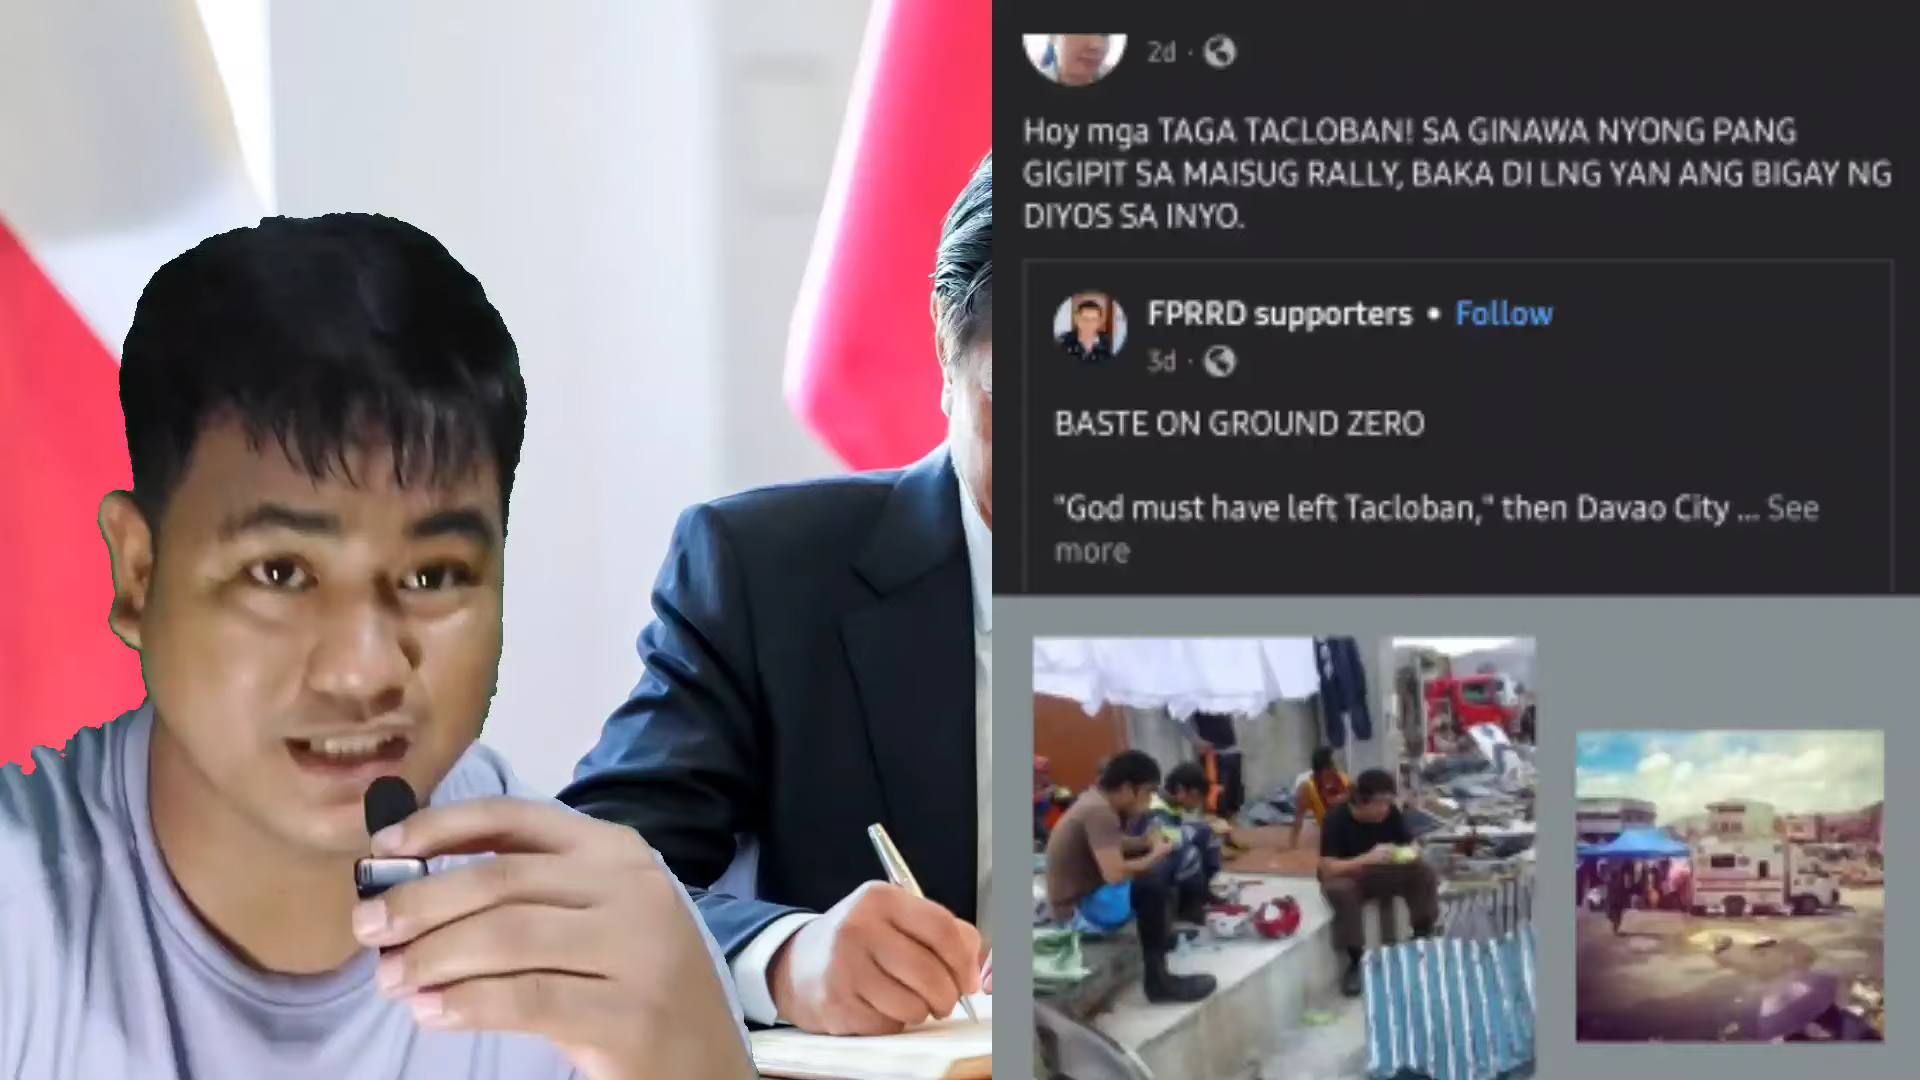 2d ·
Hoy mga TAGA TACLOBAN! SA GINAWA NYONG PANG
GIGIPIT SA MAISUG RALLY, BAKA DI LNG YAN ANG BIGAY NG
DIYOS SA INYO.
FPRRD supporters • Follow
3d ·
BASTE ON GROUND ZERO
"God must have left Tacloban," then Davao City ... See
more